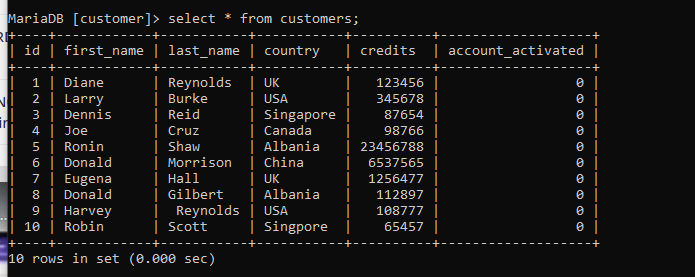 MariaDB [customer]> select * from customers;
+----+------------+-----------+-----------+----------+-------------------+
| id | first_name | last_name | country | credits | account_activated |
+----+------------+-----------+-----------+----------+-------------------+
| 1 | Diane | Reynolds | UK | 123456 | 0 |
| 2 | Larry | Burke | USA | 345678 | 0 |
| 3 | Dennis | Reid | Singapore | 87654 | 0 |
| 4 | Joe | Cruz | Canada | 98766 | 0 |
| 5 | Ronin | Shaw | Albania | 23456788 | 0 |
| 6 | Donald | Morrison | China | 6537565 | 0 |
| 7 | Eugena | Hall | UK | 1256477 | 0 |
| 8 | Donald | Gilbert | Albania | 112897 | 0 |
| 9 | Harvey | Reynolds | USA | 108777 | 0 |
| 10 | Robin | Scott | Singpore | 65457 | 0 |
+----+------------+-----------+-----------+----------+-------------------+
10 rows in set (0.000 sec)